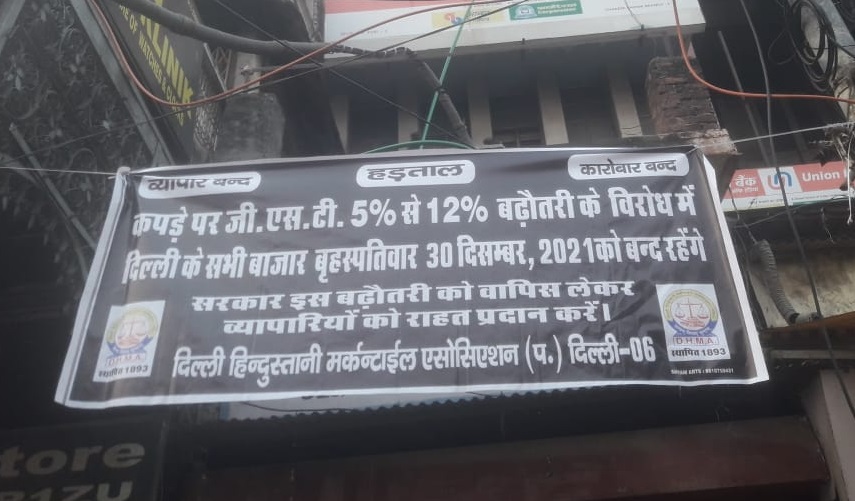 व्यापार बन्द हड़ताल कारोबार बन्द
कपड़े पर जी.एस.टी. 5% से 12% बढ़ौतरी के विरोध में
दिल्ली के सभी बाजार बृहस्पतिवार 30 दिसम्बर, 2021 को बन्द रहेंगे
सरकार इस बढ़ौतरी को वापिस लेकर
व्यापारियों को राहत प्रदान करें।
दिल्ली हिन्दुस्तानी मर्कन्टाईल एसोसिएशन (प.) दिल्ली-06
D.H.M.A.
स्थापित 1893
D.H.M.A.
स्थापित 1893
बैंक
Union
tore